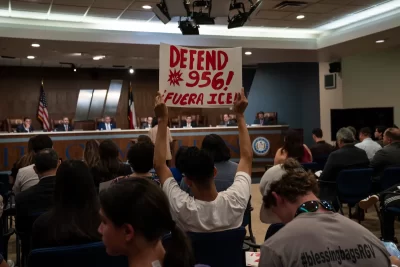 DEFEND
956!
¡FUERA ICE!
#blessingbagsRGV